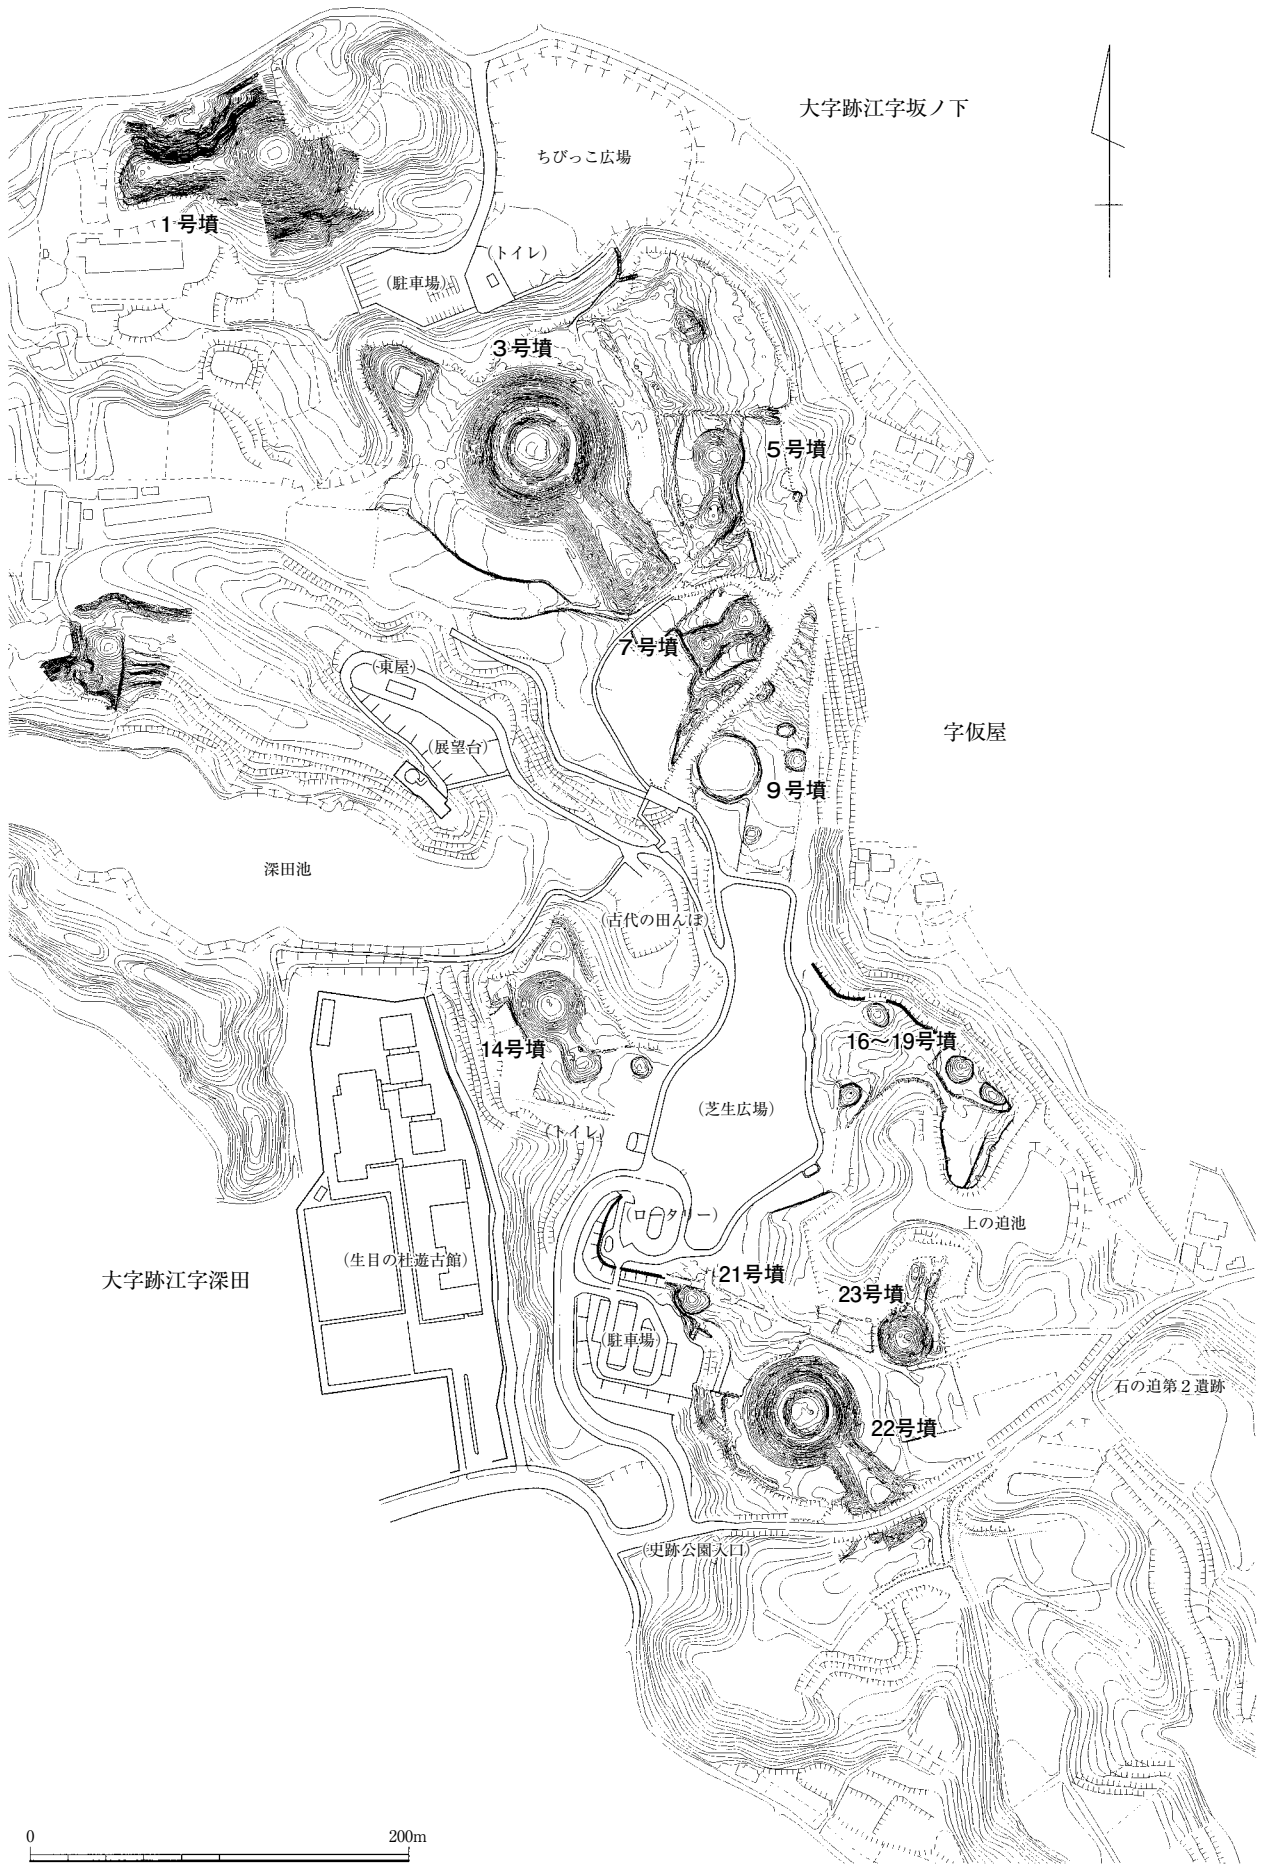 大字跡江字坂ノ下
ちびっこ広場
1号墳
(トイレ)
(駐車場)
3号墳
5号墳
7号墳
(東屋)
字仮屋
(展望台)
9号墳
深田池
(古代の田んぼ)
16～19号墳
14号墳
(芝生広場)
(トイレ)
(ロータリー)
上の迫池
(生目の杜遊古館)
大字跡江字深田
21号墳
23号墳
(駐車場)
石の迫第2遺跡
22号墳
(史跡公園入口)
0 200m